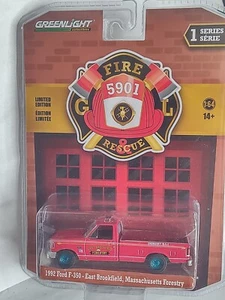 GREENLIGHT
1 SERIES
SÉRIE
FIRE
5901
G L
RESCUE
LIMITED
EDITION
ÉDITION
LIMITÉE
1:64
14+
1992 Ford F-350 - East Brookfield, Massachusetts Forestry